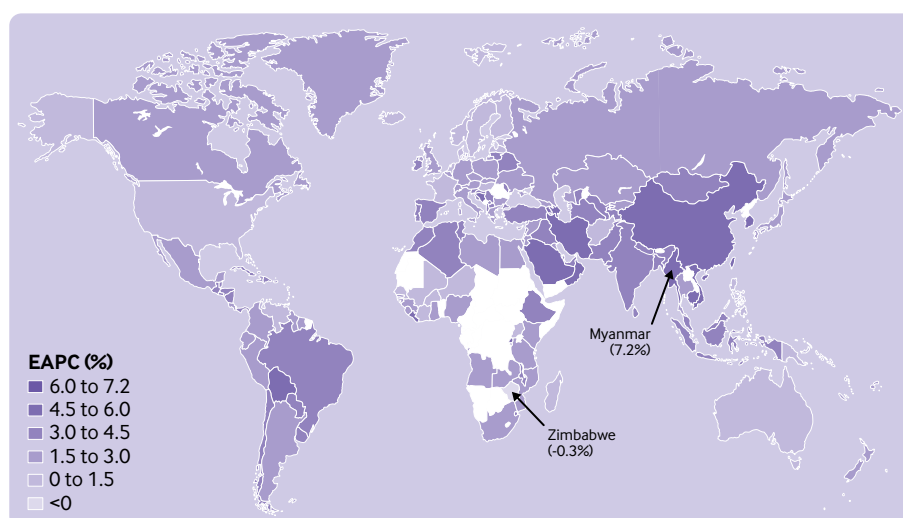 Myanmar
(7.2%)
Zimbabwe
(-0.3%)
EAPC (%)
6.0 to 7.2
4.5 to 6.0
3.0 to 4.5
1.5 to 3.0
0 to 1.5
<0